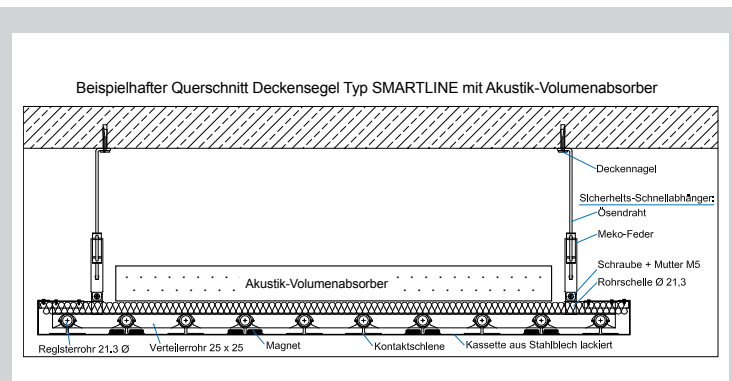 Beispielhafter Querschnitt Deckensegel Typ SMARTLINE mit Akustik-Volumenabsorber
Deckennagel
Sicherheits-Schnellabhänger:
Ösendraht
Meko-Feder
Schraube + Mutter M5
Rohrschelle Ø 21,3
Akustik-Volumenabsorber
Registerrohr 21.3 Ø
Verteilerrohr 25 x 25
Magnet
Kontaktschiene
Kassette aus Stahlblech lackiert